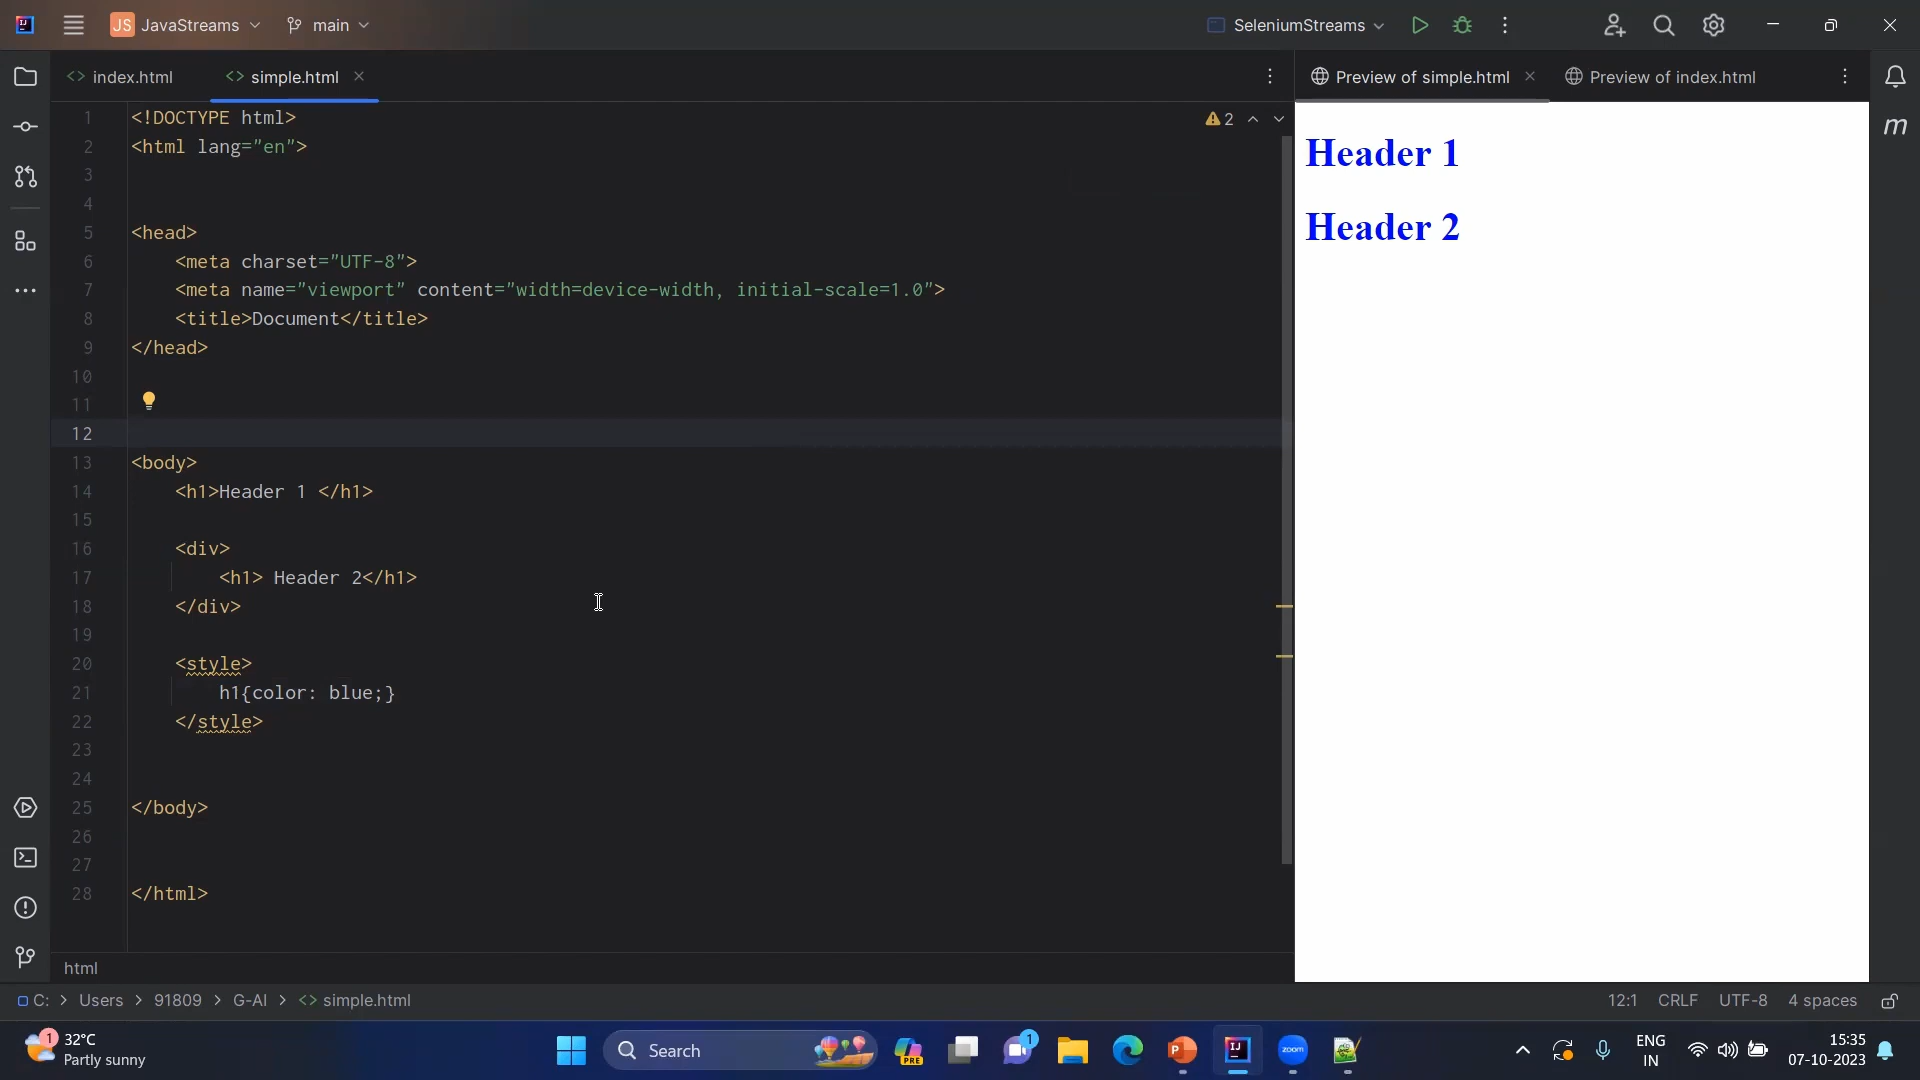 JS JavaStreams main SeleniumStreams
index.html simple.html Preview of simple.html Preview of index.html
1 <!DOCTYPE html> 2
2 <html lang="en">
3
4
5 <head>
6 <meta charset="UTF-8">
7 <meta name="viewport" content="width=device-width, initial-scale=1.0">
8 <title>Document</title>
9 </head>
10
11
12
13 <body>
14 <h1>Header 1 </h1>
15
16 <div>
17 <h1> Header 2</h1>
18 </div>
19
20 <style>
21 h1{color: blue;}
22 </style>
23
24
25 </body>
26
27
28 </html>
Header 1
Header 2
m
html
C: > Users > 91809 > G-AI > <> simple.html 12:1 CRLF UTF-8 4 spaces
1 32°C
Partly sunny
Search
PRE
1
P
IJ
zoom
ENG
IN
15:35
07-10-2023